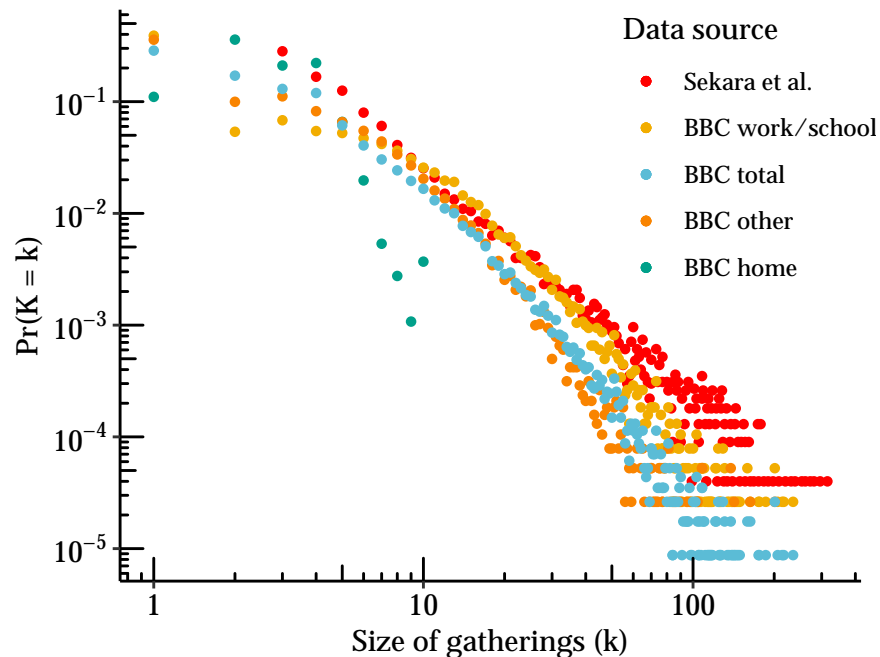 Data source
Sekara et al.
BBC work/school
BBC total
BBC other
BBC home
Pr(K = k)
10⁻¹
10⁻²
10⁻³
10⁻⁴
10⁻⁵
1
10
100
Size of gatherings (k)